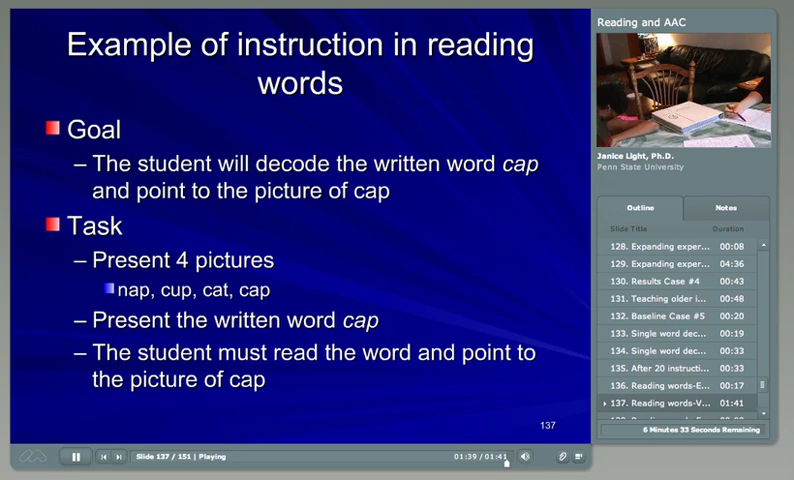 Example of instruction in reading
words
Goal
– The student will decode the written word cap
and point to the picture of cap
Task
– Present 4 pictures
nap, cup, cat, cap
– Present the written word cap
– The student must read the word and point to
the picture of cap
137
Slide 137 / 151 | Playing
01:39 / 01:41
Reading and AAC
Janice Light, Ph.D.
Penn State University
Outline
Notes
Slide Title Duration
128. Expanding exper... 00:08
129. Expanding exper... 04:36
130. Results Case #4 00:43
131. Teaching older i... 00:48
132. Baseline Case #5 00:20
133. Single word dec... 00:19
134. Single word dec... 00:33
135. After 20 instructi... 00:33
136. Reading words-E... 00:17
137. Reading words-V... 01:41
6 Minutes 33 Seconds Remaining